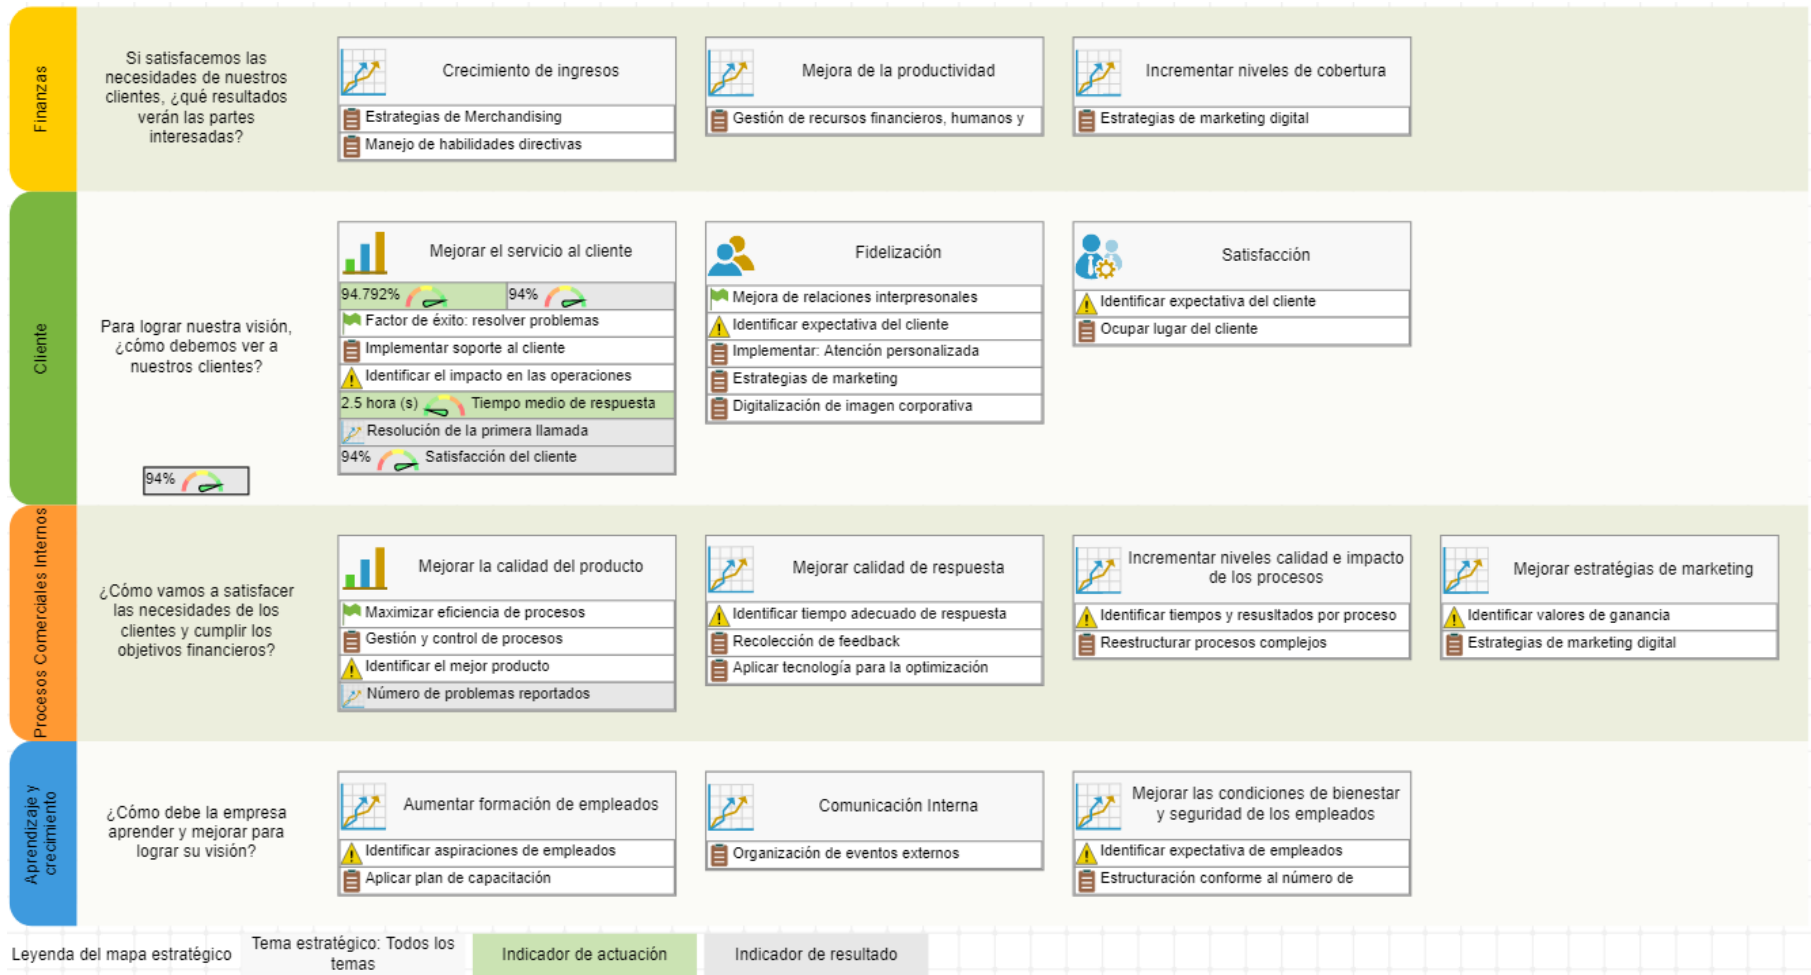 Finanzas
Si satisfacemos las
necesidades de nuestros
clientes, ¿qué resultados
verán las partes
interesadas?
Crecimiento de ingresos
Estrategias de Merchandising
Manejo de habilidades directivas
Mejora de la productividad
Gestión de recursos financieros, humanos y
Incrementar niveles de cobertura
Estrategias de marketing digital
Cliente
Para lograr nuestra visión,
¿cómo debemos ver a
nuestros clientes?
94%
Mejorar el servicio al cliente
94.792% 94%
Factor de éxito: resolver problemas
Implementar soporte al cliente
Identificar el impacto en las operaciones
2.5 hora (s) Tiempo medio de respuesta
Resolución de la primera llamada
94% Satisfacción del cliente
Fidelización
Mejora de relaciones interpresonales
Identificar expectativa del cliente
Implementar: Atención personalizada
Estrategias de marketing
Digitalización de imagen corporativa
Satisfacción
Identificar expectativa del cliente
Ocupar lugar del cliente
Procesos Comerciales Internos
¿Cómo vamos a satisfacer
las necesidades de los
clientes y cumplir los
objetivos financieros?
Mejorar la calidad del producto
Maximizar eficiencia de procesos
Gestión y control de procesos
Identificar el mejor producto
Número de problemas reportados
Mejorar calidad de respuesta
Identificar tiempo adecuado de respuesta
Recolección de feedback
Aplicar tecnología para la optimización
Incrementar niveles calidad e impacto
de los procesos
Identificar tiempos y resusltados por proceso
Reestructurar procesos complejos
Mejorar estratégias de marketing
Identificar valores de ganancia
Estrategias de marketing digital
Aprendizaje y
crecimiento
¿Cómo debe la empresa
aprender y mejorar para
lograr su visión?
Aumentar formación de empleados
Identificar aspiraciones de empleados
Aplicar plan de capacitación
Comunicación Interna
Organización de eventos externos
Mejorar las condiciones de bienestar
y seguridad de los empleados
Identificar expectativa de empleados
Estructuración conforme al número de
Leyenda del mapa estratégico
Tema estratégico: Todos los
temas
Indicador de actuación
Indicador de resultado